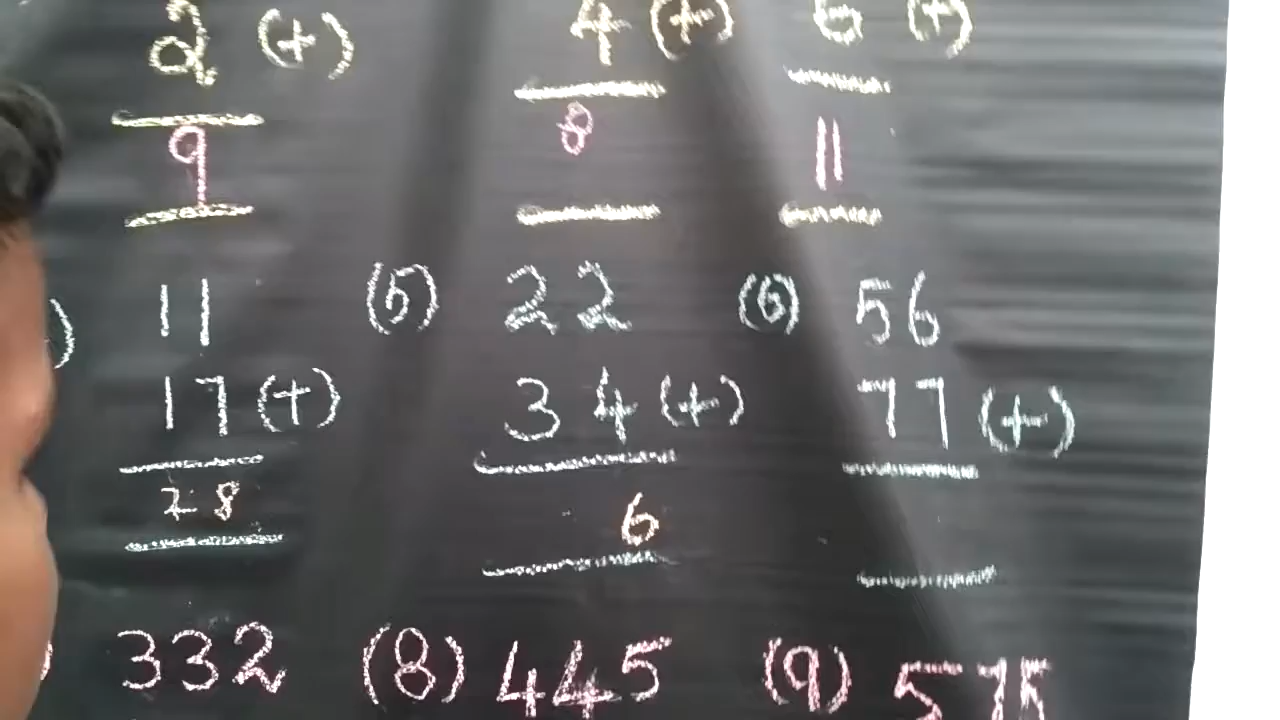 2 (+) 4 (+) 6 (+)
9 8 11
11 (5) 22 (6) 56
17 (+) 34 (+) 77 (+)
28 6
332 (8) 445 (9)